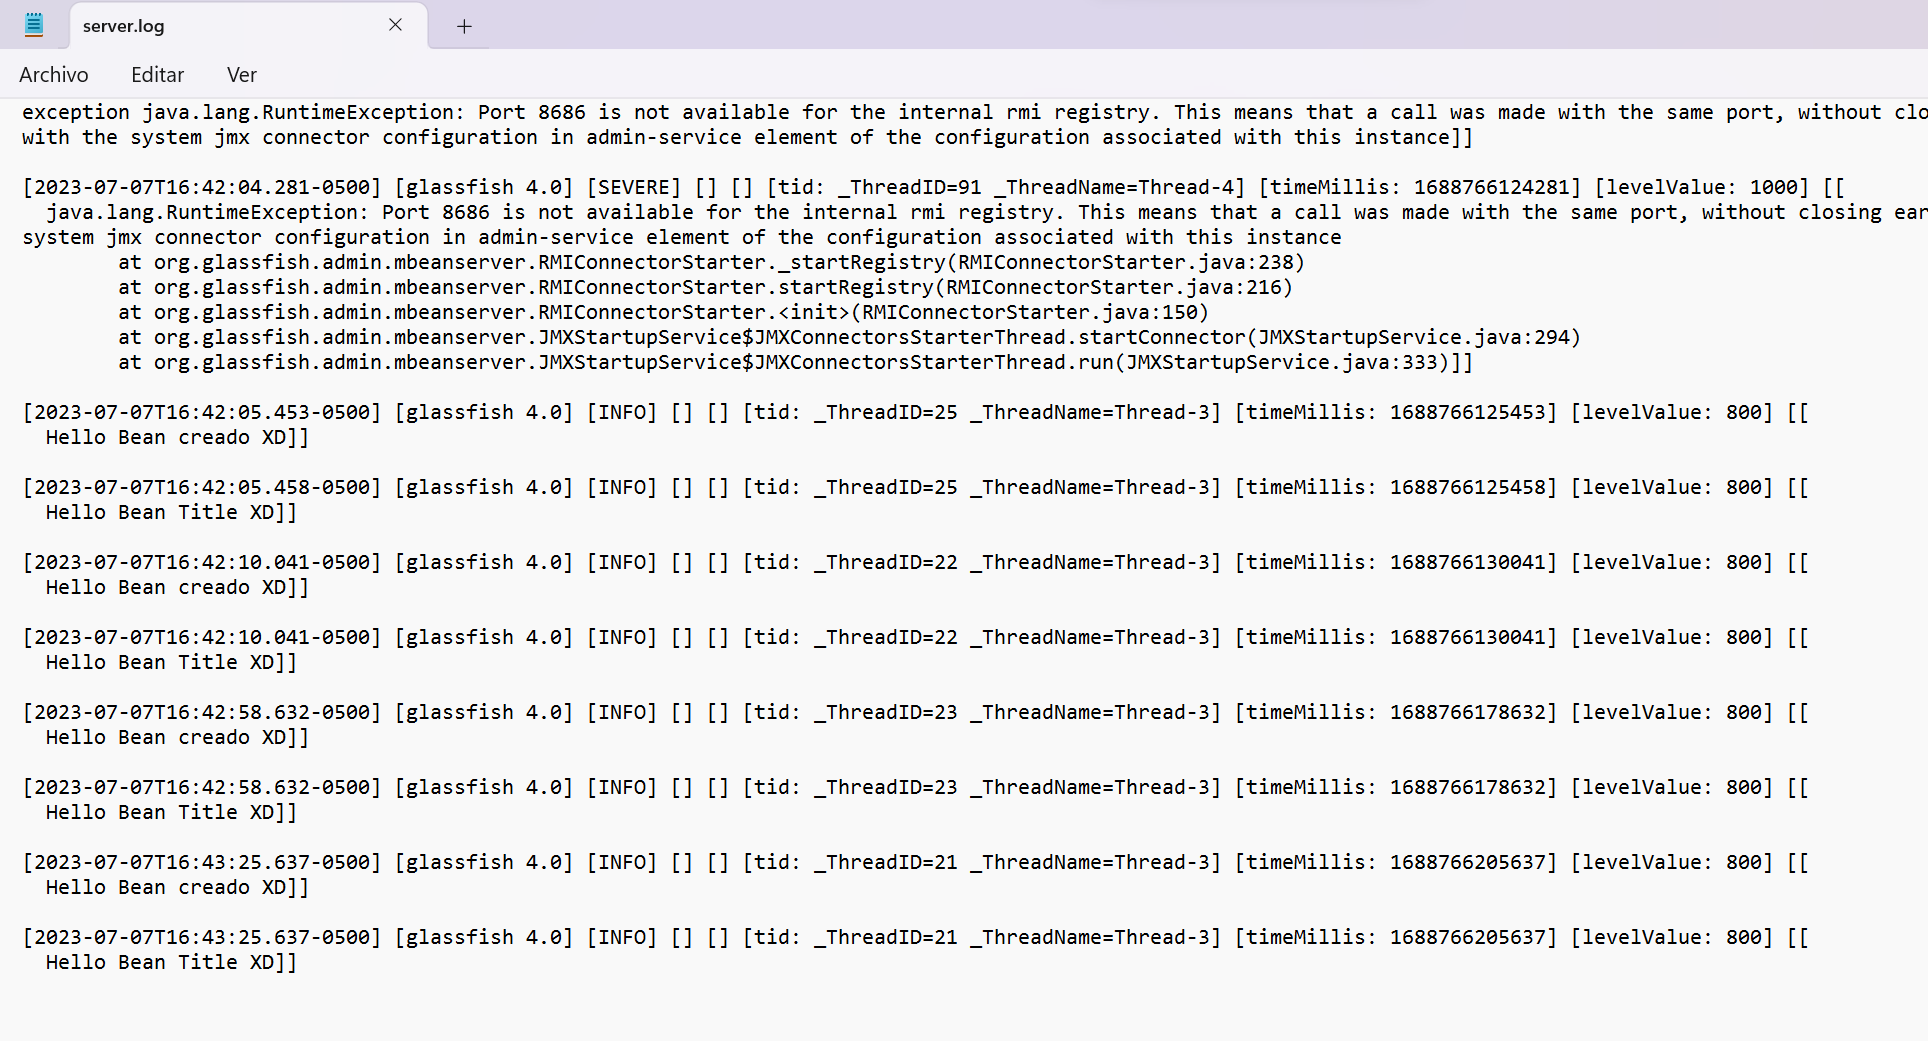 server.log
Archivo Editar Ver
exception java.lang.RuntimeException: Port 8686 is not available for the internal rmi registry. This means that a call was made with the same port, without clo
with the system jmx connector configuration in admin-service element of the configuration associated with this instance]]
[2023-07-07T16:42:04.281-0500] [glassfish 4.0] [SEVERE] [] [] [tid: _ThreadID=91 _ThreadName=Thread-4] [timeMillis: 1688766124281] [levelValue: 1000] [[
java.lang.RuntimeException: Port 8686 is not available for the internal rmi registry. This means that a call was made with the same port, without closing ear
system jmx connector configuration in admin-service element of the configuration associated with this instance
at org.glassfish.admin.mbeanserver.RMIConnectorStarter._startRegistry(RMIConnectorStarter.java:238)
at org.glassfish.admin.mbeanserver.RMIConnectorStarter.startRegistry(RMIConnectorStarter.java:216)
at org.glassfish.admin.mbeanserver.RMIConnectorStarter.<init>(RMIConnectorStarter.java:150)
at org.glassfish.admin.mbeanserver.JMXStartupService$JMXConnectorsStarterThread.startConnector(JMXStartupService.java:294)
at org.glassfish.admin.mbeanserver.JMXStartupService$JMXConnectorsStarterThread.run(JMXStartupService.java:333)]]
[2023-07-07T16:42:05.453-0500] [glassfish 4.0] [INFO] [] [] [tid: _ThreadID=25 _ThreadName=Thread-3] [timeMillis: 1688766125453] [levelValue: 800] [[
Hello Bean creado XD]]
[2023-07-07T16:42:05.458-0500] [glassfish 4.0] [INFO] [] [] [tid: _ThreadID=25 _ThreadName=Thread-3] [timeMillis: 1688766125458] [levelValue: 800] [[
Hello Bean Title XD]]
[2023-07-07T16:42:10.041-0500] [glassfish 4.0] [INFO] [] [] [tid: _ThreadID=22 _ThreadName=Thread-3] [timeMillis: 1688766130041] [levelValue: 800] [[
Hello Bean creado XD]]
[2023-07-07T16:42:10.041-0500] [glassfish 4.0] [INFO] [] [] [tid: _ThreadID=22 _ThreadName=Thread-3] [timeMillis: 1688766130041] [levelValue: 800] [[
Hello Bean Title XD]]
[2023-07-07T16:42:58.632-0500] [glassfish 4.0] [INFO] [] [] [tid: _ThreadID=23 _ThreadName=Thread-3] [timeMillis: 1688766178632] [levelValue: 800] [[
Hello Bean creado XD]]
[2023-07-07T16:42:58.632-0500] [glassfish 4.0] [INFO] [] [] [tid: _ThreadID=23 _ThreadName=Thread-3] [timeMillis: 1688766178632] [levelValue: 800] [[
Hello Bean Title XD]]
[2023-07-07T16:43:25.637-0500] [glassfish 4.0] [INFO] [] [] [tid: _ThreadID=21 _ThreadName=Thread-3] [timeMillis: 1688766205637] [levelValue: 800] [[
Hello Bean creado XD]]
[2023-07-07T16:43:25.637-0500] [glassfish 4.0] [INFO] [] [] [tid: _ThreadID=21 _ThreadName=Thread-3] [timeMillis: 1688766205637] [levelValue: 800] [[
Hello Bean Title XD]]